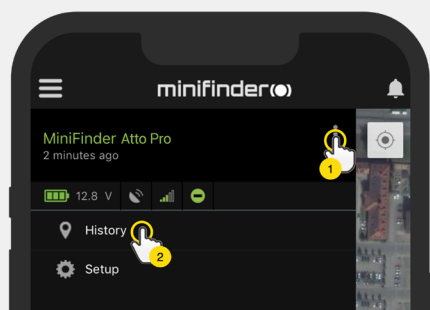 minifinder
MiniFinder Atto Pro
2 minutes ago
1
12.8 V
History
2
Setup